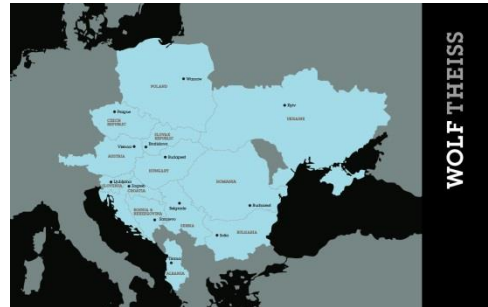 POLAND
Warsaw
Kyiv
UKRAINE
Prague
CZECH
REPUBLIC
SLOVAK
REPUBLIC
Bratislava
Vienna
AUSTRIA
Budapest
HUNGARY
Ljubljana
SLOVENIA
Zagreb
CROATIA
ROMANIA
Belgrade
Bucharest
BOSNIA &
HERZEGOVINA
Sarajevo
SERBIA
Sofia
BULGARIA
Tirana
ALBANIA
WOLF THEISS